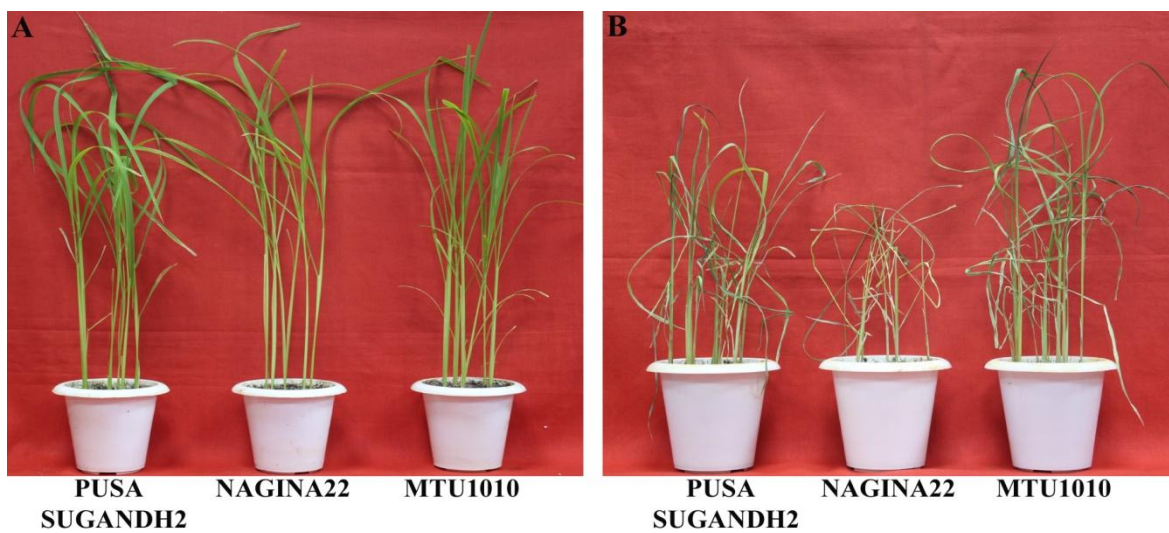 A
B
PUSA SUGANDH2
NAGINA22
MTU1010
PUSA SUGANDH2
NAGINA22
MTU1010